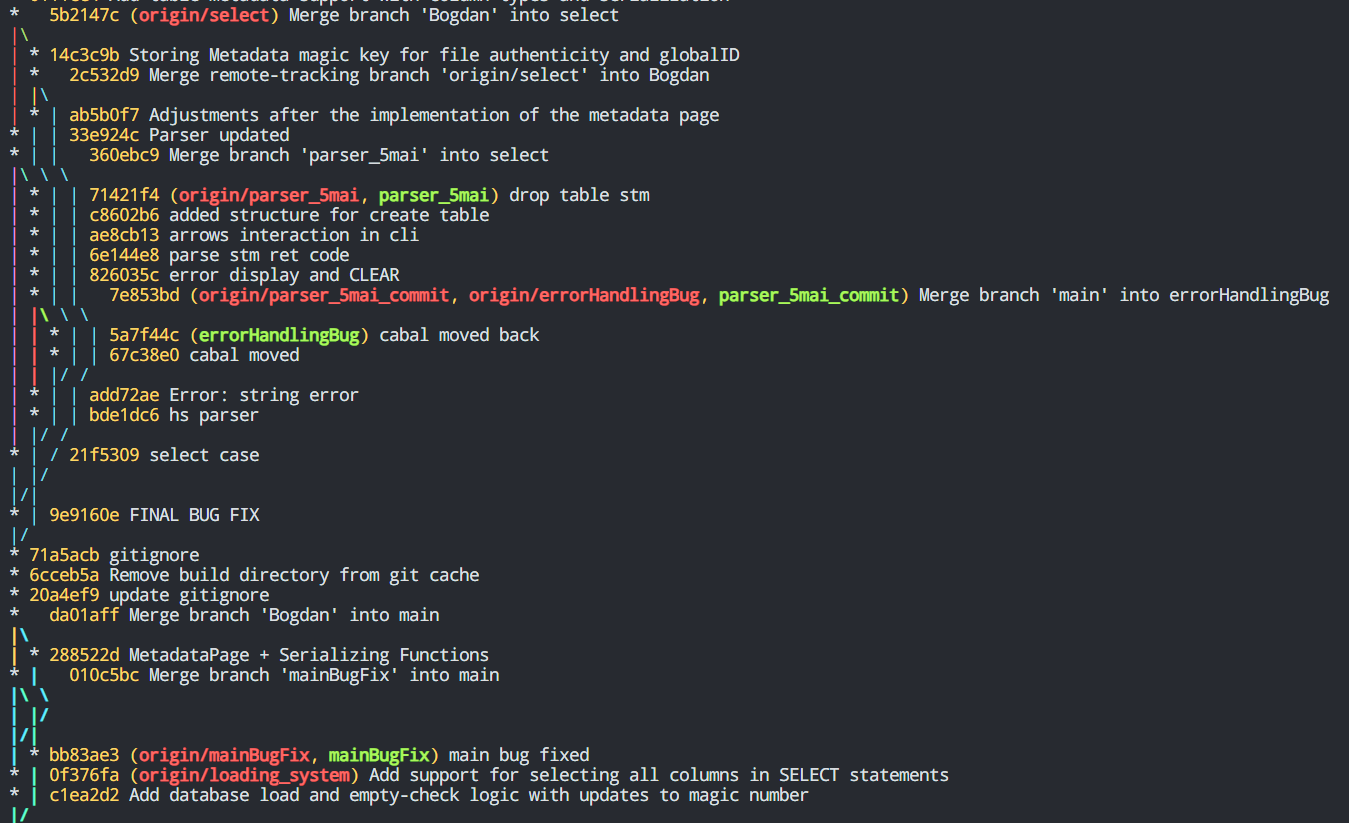 * 5b2147c (origin/select) Merge branch 'Bogdan' into select
|\
| * 14c3c9b Storing Metadata magic key for file authenticity and globalID
| * 2c532d9 Merge remote-tracking branch 'origin/select' into Bogdan
| |\
| * | ab5b0f7 Adjustments after the implementation of the metadata page
* | | 33e924c Parser updated
* | | 360ebc9 Merge branch 'parser_5mai' into select
|\ \ \
| * | | 71421f4 (origin/parser_5mai, parser_5mai) drop table stm
| * | | c8602b6 added structure for create table
| * | | ae8cb13 arrows interaction in cli
| * | | 6e144e8 parse stm ret code
| * | | 826035c error display and CLEAR
| * | | 7e853bd (origin/parser_5mai_commit, origin/errorHandlingBug, parser_5mai_commit) Merge branch 'main' into errorHandlingBug
| |\ \ \
| | * | | 5a7f44c (errorHandlingBug) cabal moved back
| | * | | 67c38e0 cabal moved
| | |/ /
| * | | add72ae Error: string error
| * | | bde1dc6 hs parser
| |/ /
* | / 21f5309 select case
| |/
|/|
* | 9e9160e FINAL BUG FIX
|/
* 71a5acb gitignore
* 6cceb5a Remove build directory from git cache
* 20a4ef9 update gitignore
* da01aff Merge branch 'Bogdan' into main
|\
| * 288522d MetadataPage + Serializing Functions
* | 010c5bc Merge branch 'mainBugFix' into main
|\ \
| |/
|/|
| * bb83ae3 (origin/mainBugFix, mainBugFix) main bug fixed
* | 0f376fa (origin/loading_system) Add support for selecting all columns in SELECT statements
* | c1ea2d2 Add database load and empty-check logic with updates to magic number
|/